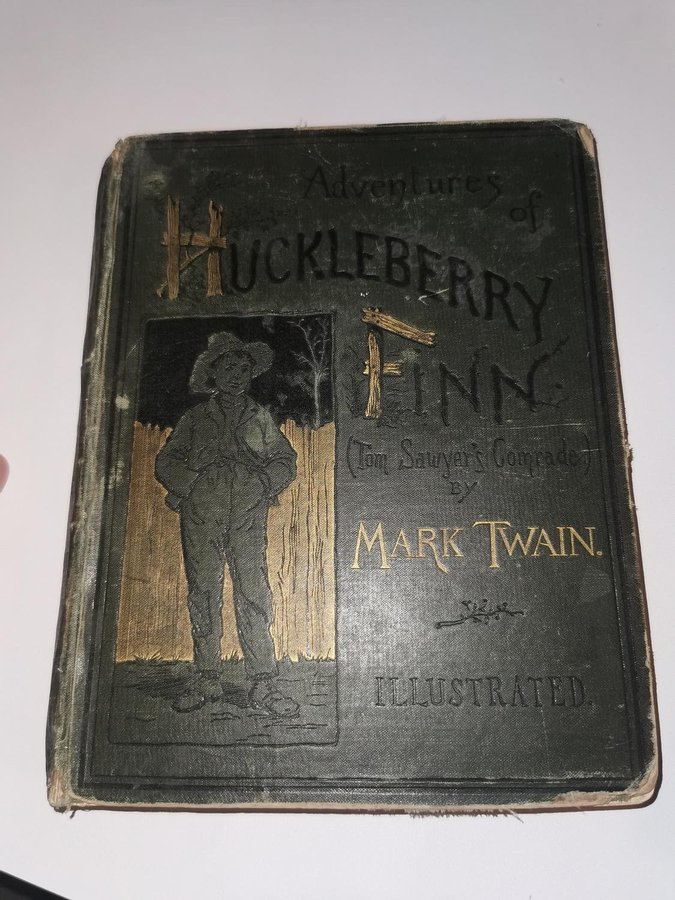 Adventures
of
HUCKLEBERRY
FINN.
(Tom Sawyer's Comrade)
BY
MARK TWAIN.
ILLUSTRATED.